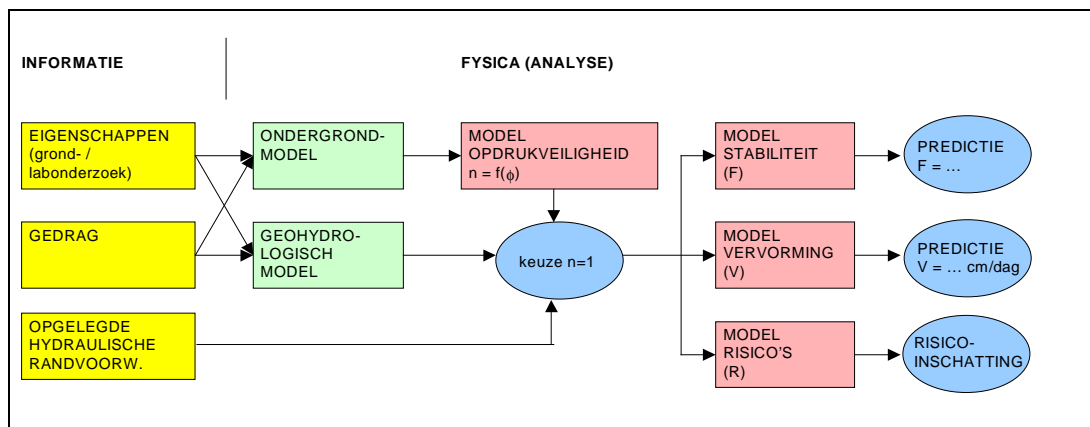 INFORMATIE
FYSICA (ANALYSE)
EIGENSCHAPPEN
(grond- /
labonderzoek)
ONDERGROND-
MODEL
MODEL
OPDRUKVEILIGHEID
n = f(ϕ)
MODEL
STABILITEIT
(F)
PREDICTIE
F = ...
GEDRAG
GEOHYDRO-
LOGISCH
MODEL
keuze n=1
MODEL
VERVORMING
(V)
PREDICTIE
V = ... cm/dag
OPGELEGDE
HYDRAULISCHE
RANDVOORW.
MODEL
RISICO'S
(R)
RISICO-
INSCHATTING